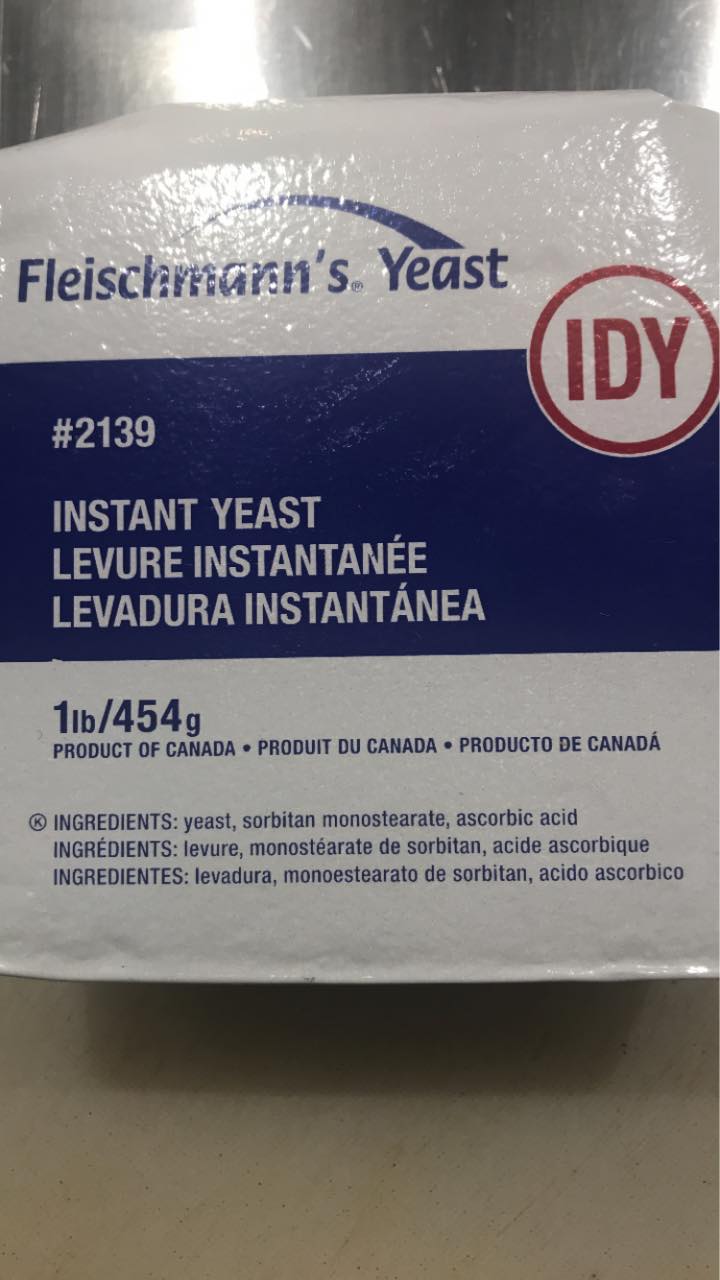 Fleischmann's® Yeast
IDY
#2139
INSTANT YEAST
LEVURE INSTANTANÉE
LEVADURA INSTANTÁNEA
1lb/454g
PRODUCT OF CANADA • PRODUIT DU CANADA • PRODUCTO DE CANADÁ
Ⓚ INGREDIENTS: yeast, sorbitan monostearate, ascorbic acid
INGRÉDIENTS: levure, monostéarate de sorbitan, acide ascorbique
INGREDIENTES: levadura, monoestearato de sorbitan, acido ascorbico